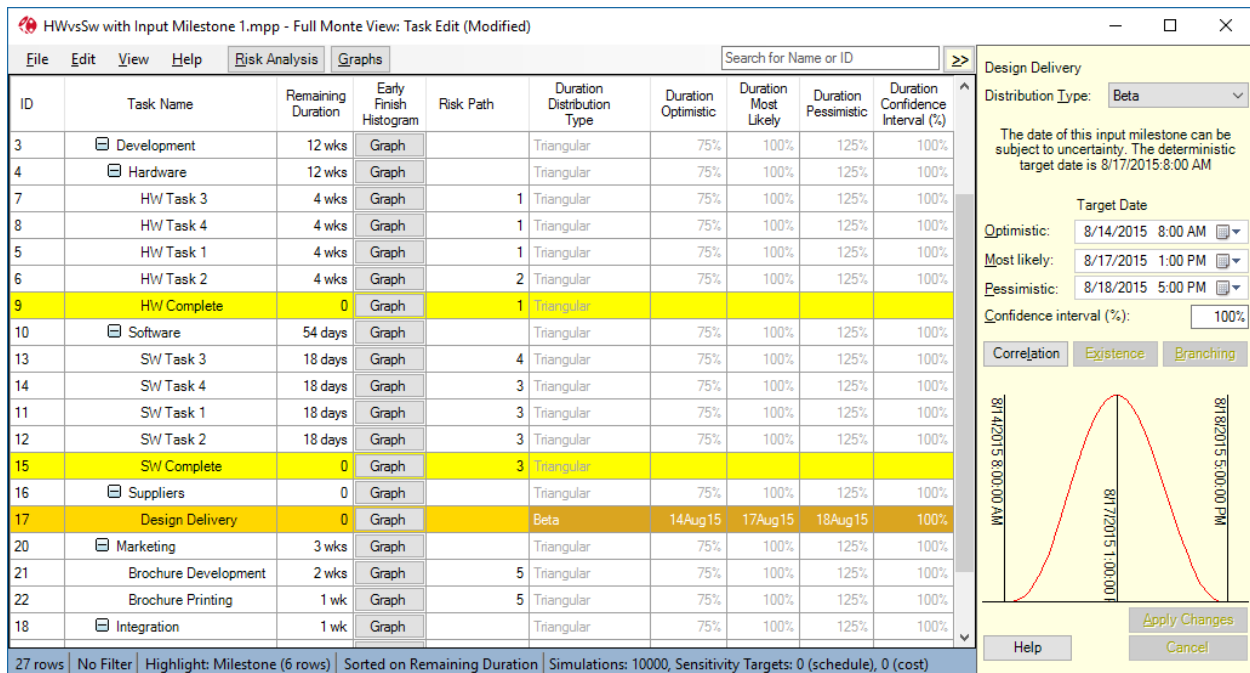 HWvsSw with Input Milestone 1.mpp - Full Monte View: Task Edit (Modified)
File Edit View Help Risk Analysis Graphs Search for Name or ID >>
ID Task Name Remaining Duration Early Finish Histogram Risk Path Duration Distribution Type Duration Optimistic Duration Most Likely Duration Pessimistic Duration Confidence Interval (%)
3 Development 12 wks Graph Triangular 75% 100% 125% 100%
4 Hardware 12 wks Graph Triangular 75% 100% 125% 100%
7 HW Task 3 4 wks Graph 1 Triangular 75% 100% 125% 100%
8 HW Task 4 4 wks Graph 1 Triangular 75% 100% 125% 100%
5 HW Task 1 4 wks Graph 1 Triangular 75% 100% 125% 100%
6 HW Task 2 4 wks Graph 2 Triangular 75% 100% 125% 100%
9 HW Complete 0 Graph 1 Triangular
10 Software 54 days Graph Triangular 75% 100% 125% 100%
13 SW Task 3 18 days Graph 4 Triangular 75% 100% 125% 100%
14 SW Task 4 18 days Graph 3 Triangular 75% 100% 125% 100%
11 SW Task 1 18 days Graph 3 Triangular 75% 100% 125% 100%
12 SW Task 2 18 days Graph 3 Triangular 75% 100% 125% 100%
15 SW Complete 0 Graph 3 Triangular
16 Suppliers 0 Graph Triangular 75% 100% 125% 100%
17 Design Delivery 0 Graph Beta 14Aug15 17Aug15 18Aug15 100%
20 Marketing 3 wks Graph Triangular 75% 100% 125% 100%
21 Brochure Development 2 wks Graph 5 Triangular 75% 100% 125% 100%
22 Brochure Printing 1 wk Graph 5 Triangular 75% 100% 125% 100%
18 Integration 1 wk Graph Triangular 75% 100% 125% 100%
27 rows No Filter Highlight: Milestone (6 rows) Sorted on Remaining Duration Simulations: 10000, Sensitivity Targets: 0 (schedule), 0 (cost)
Design Delivery
Distribution Type: Beta
The date of this input milestone can be
subject to uncertainty. The deterministic
target date is 8/17/2015:8:00 AM
Target Date
Optimistic: 8/14/2015 8:00 AM
Most likely: 8/17/2015 1:00 PM
Pessimistic: 8/18/2015 5:00 PM
Confidence interval (%): 100%
Correlation Existence Branching
8/14/2015 8:00:00 AM
8/17/2015 1:00:00 P
8/18/2015 5:00:00 PM
Apply Changes
Help Cancel